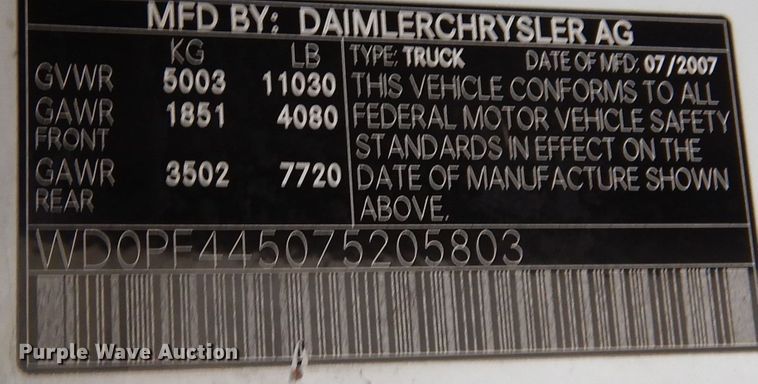 MFD BY: DAIMLERCHRYSLER AG
KG LB
GVWR 5003 11030
GAWR FRONT 1851 4080
GAWR REAR 3502 7720
TYPE: TRUCK DATE OF MFD: 07/2007
THIS VEHICLE CONFORMS TO ALL
FEDERAL MOTOR VEHICLE SAFETY
STANDARDS IN EFFECT ON THE
DATE OF MANUFACTURE SHOWN
ABOVE.
WD0PF445075205803
Purple Wave Auction